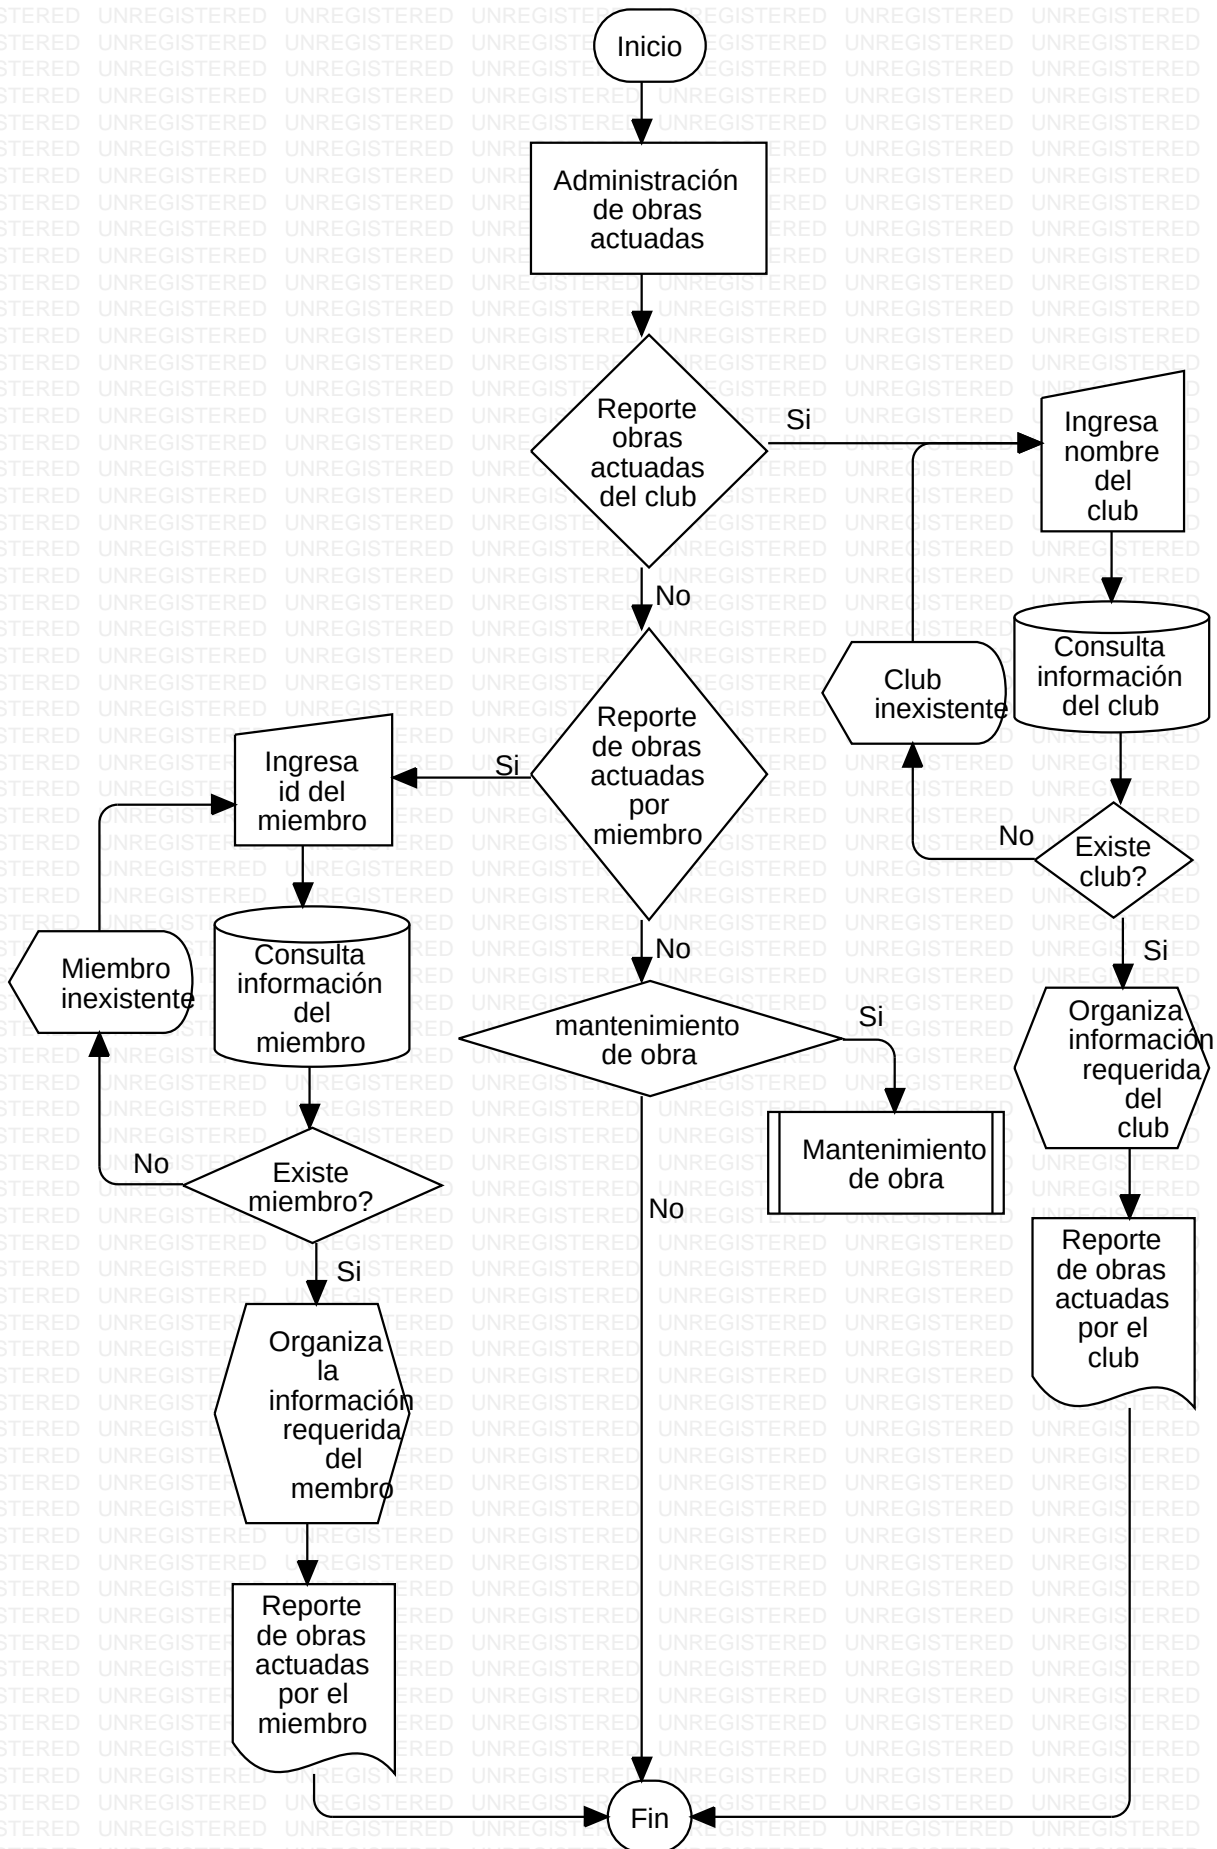 Inicio
Administración
de obras
actuadas
Reporte
obras
actuadas
del club
Si
Ingresa
nombre
del
club
No
Consulta
información
del club
Club
inexistente
Reporte
de obras
actuadas
por
miembro
Si
Ingresa
id del
miembro
No
Existe
club?
Si
No
Consulta
información
del
miembro
Miembro
inexistente
mantenimiento
de obra
Si
Organiza
información
requerida
del
club
Mantenimiento
de obra
No
Existe
miembro?
No
Si
Reporte
de obras
actuadas
por el
club
Organiza
la
información
requerida
del
membro
Reporte
de obras
actuadas
por el
miembro
Fin
UNREGISTERED